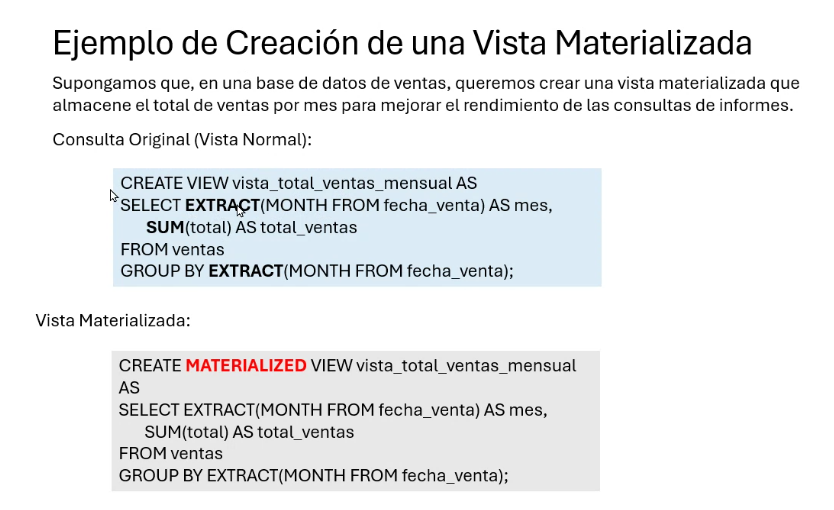 Ejemplo de Creación de una Vista Materializada
Supongamos que, en una base de datos de ventas, queremos crear una vista materializada que
almacene el total de ventas por mes para mejorar el rendimiento de las consultas de informes.
Consulta Original (Vista Normal):
CREATE VIEW vista_total_ventas_mensual AS
SELECT EXTRACT(MONTH FROM fecha_venta) AS mes,
SUM(total) AS total_ventas
FROM ventas
GROUP BY EXTRACT(MONTH FROM fecha_venta);
Vista Materializada:
CREATE MATERIALIZED VIEW vista_total_ventas_mensual
AS
SELECT EXTRACT(MONTH FROM fecha_venta) AS mes,
SUM(total) AS total_ventas
FROM ventas
GROUP BY EXTRACT(MONTH FROM fecha_venta);